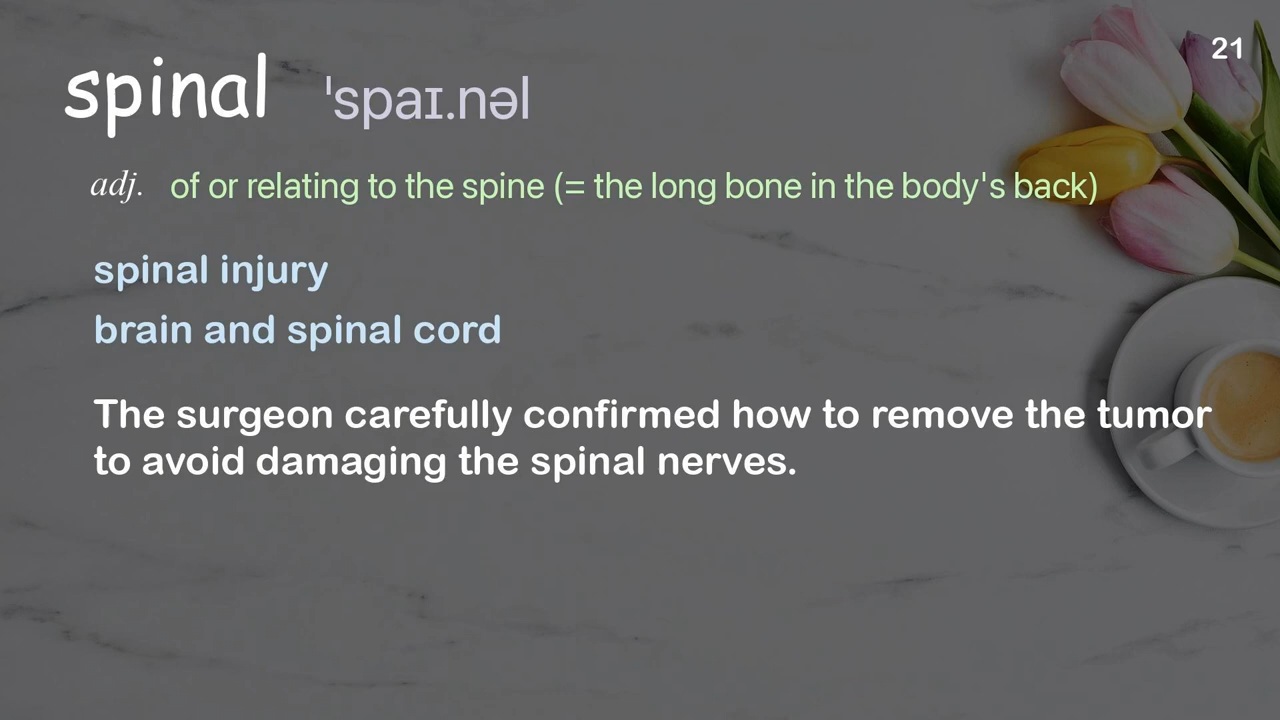 21
spinal ˈspaɪ.nəl
adj. of or relating to the spine (= the long bone in the body's back)
spinal injury
brain and spinal cord
The surgeon carefully confirmed how to remove the tumor
to avoid damaging the spinal nerves.